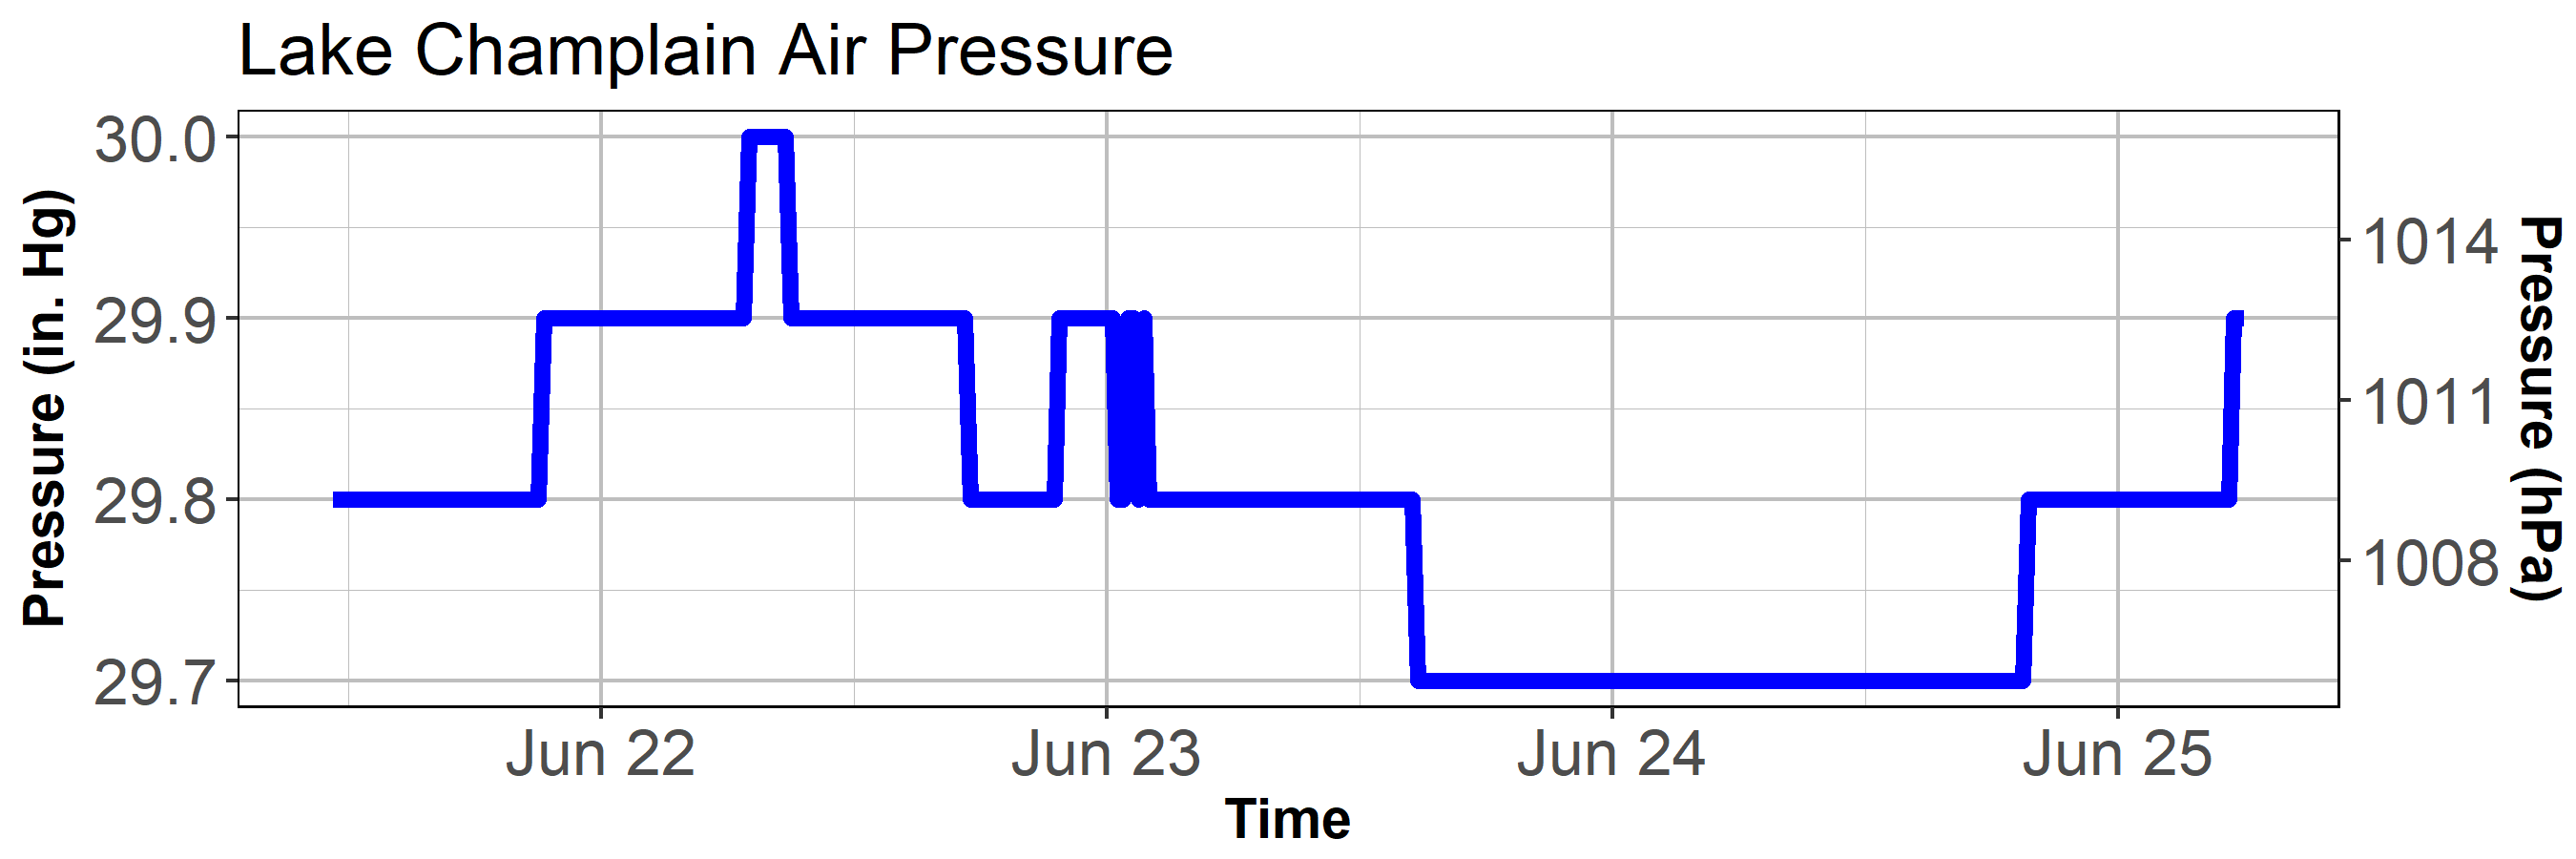 Lake Champlain Air Pressure
Pressure (in. Hg)
30.0
29.9
29.8
29.7
1014
1011
1008
Pressure (hPa)
Jun 22 Jun 23 Jun 24 Jun 25
Time